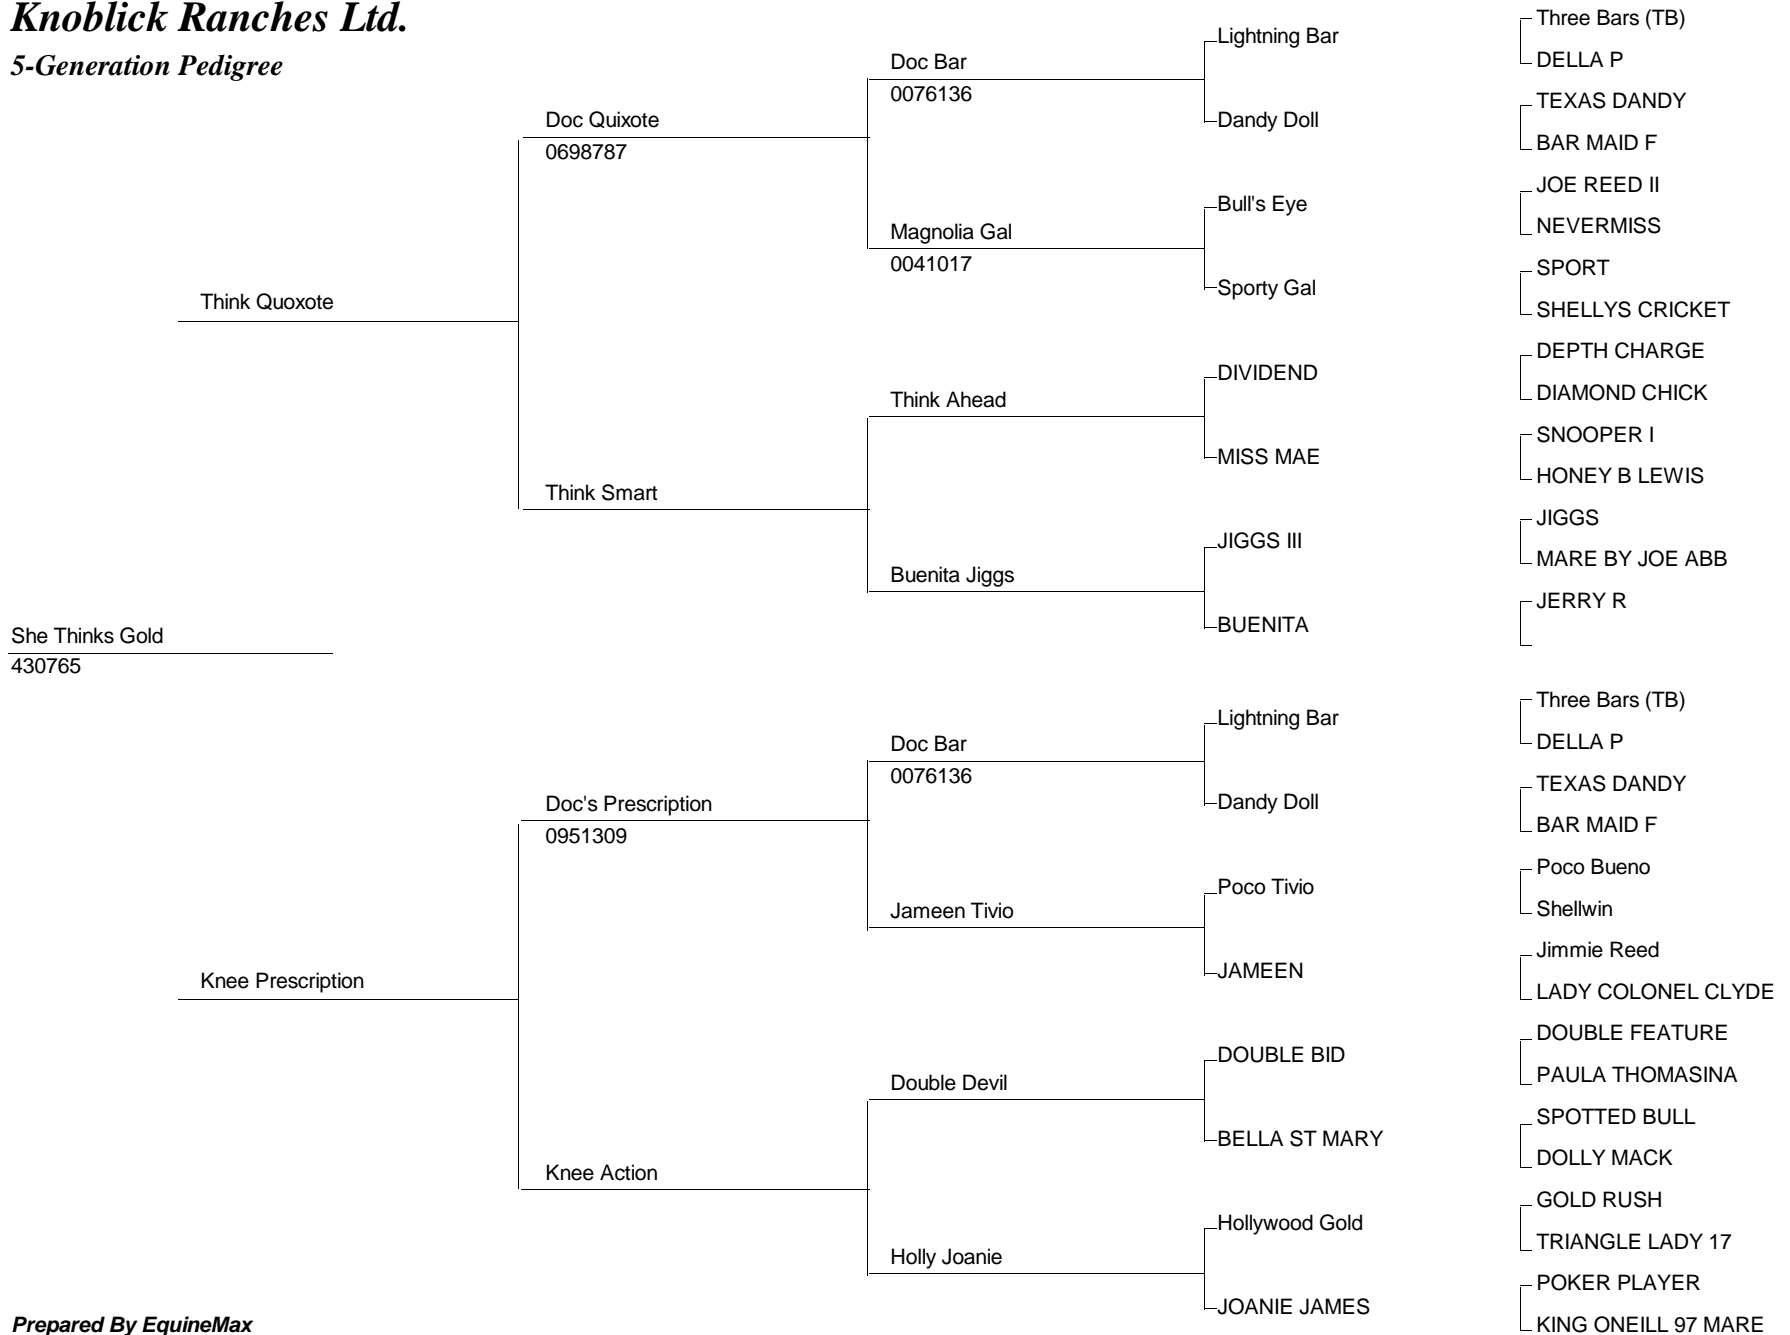 Knoblick Ranches Ltd.
5-Generation Pedigree
Three Bars (TB)
Lightning Bar
DELLA P
Doc Bar
0076136
TEXAS DANDY
Doc Quixote
Dandy Doll
0698787
BAR MAID F
JOE REED II
Bull's Eye
NEVERMISS
Magnolia Gal
0041017
SPORT
Sporty Gal
Think Quoxote
SHELLYS CRICKET
DEPTH CHARGE
DIVIDEND
DIAMOND CHICK
Think Ahead
SNOOPER I
MISS MAE
HONEY B LEWIS
Think Smart
JIGGS
JIGGS III
MARE BY JOE ABB
Buenita Jiggs
JERRY R
BUENITA
She Thinks Gold
430765
Three Bars (TB)
Lightning Bar
DELLA P
Doc Bar
0076136
TEXAS DANDY
Doc's Prescription
Dandy Doll
0951309
BAR MAID F
Poco Bueno
Poco Tivio
Shellwin
Jameen Tivio
Jimmie Reed
JAMEEN
Knee Prescription
LADY COLONEL CLYDE
DOUBLE FEATURE
DOUBLE BID
PAULA THOMASINA
Double Devil
SPOTTED BULL
BELLA ST MARY
DOLLY MACK
Knee Action
GOLD RUSH
Hollywood Gold
TRIANGLE LADY 17
Holly Joanie
POKER PLAYER
JOANIE JAMES
KING ONEILL 97 MARE
Prepared By EquineMax